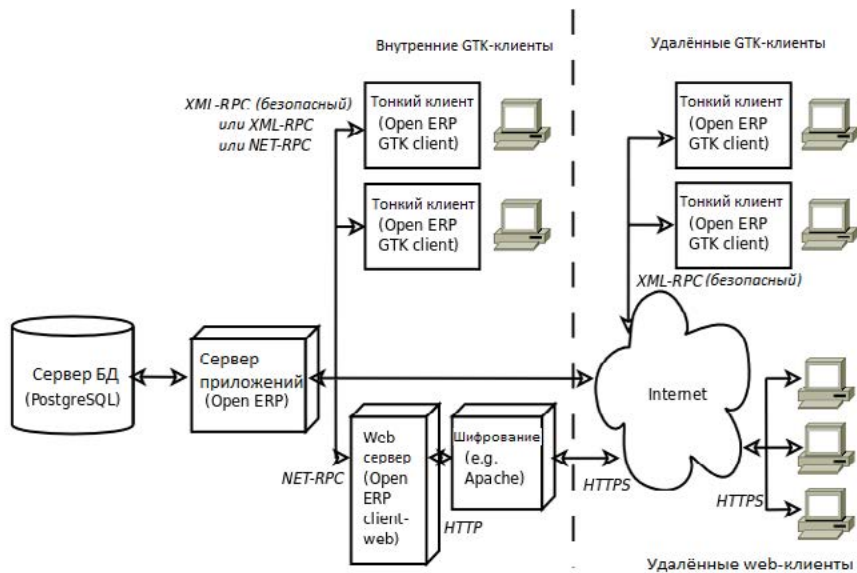 Внутренние GTK-клиенты
Удалённые GTK-клиенты
XML-RPC (безопасный)
или XML-RPC
или NET-RPC
Тонкий клиент
(Open ERP
GTK client)
Тонкий клиент
(Open ERP
GTK client)
Тонкий клиент
(Open ERP
GTK client)
Тонкий клиент
(Open ERP
GTK client)
XML-RPC (безопасный)
Сервер БД
(PostgreSQL)
Сервер
приложений
(Open ERP)
Internet
Web
сервер
(Open
ERP
client-
web)
Шифрование
(e.g.
Apache)
NET-RPC
HTTP
HTTPS
HTTPS
Удалённые web-клиенты